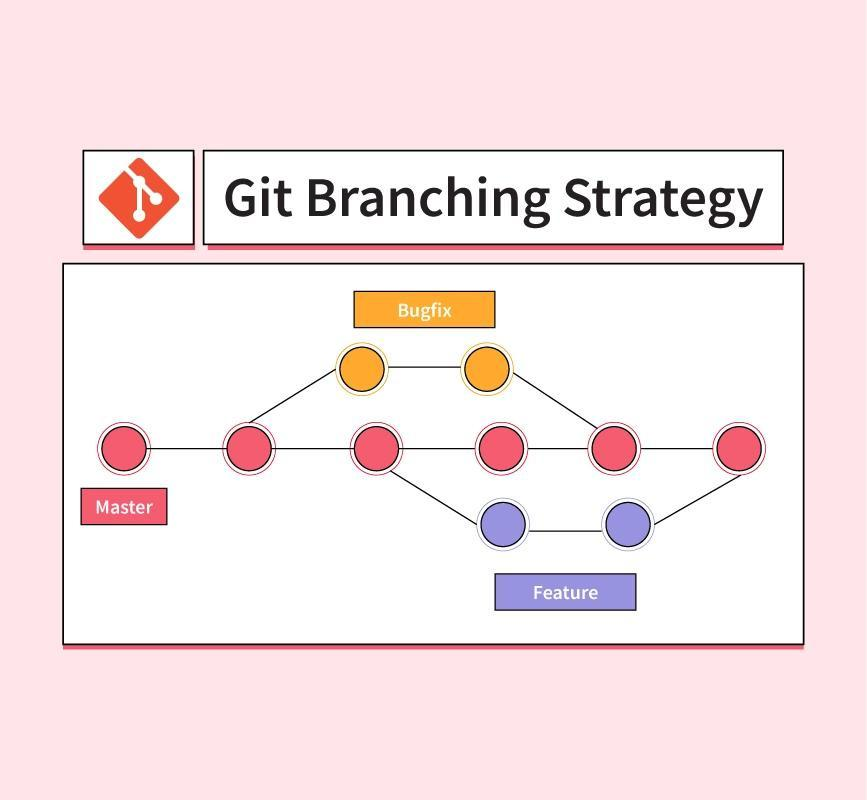 Git Branching Strategy
Bugfix
Master
Feature